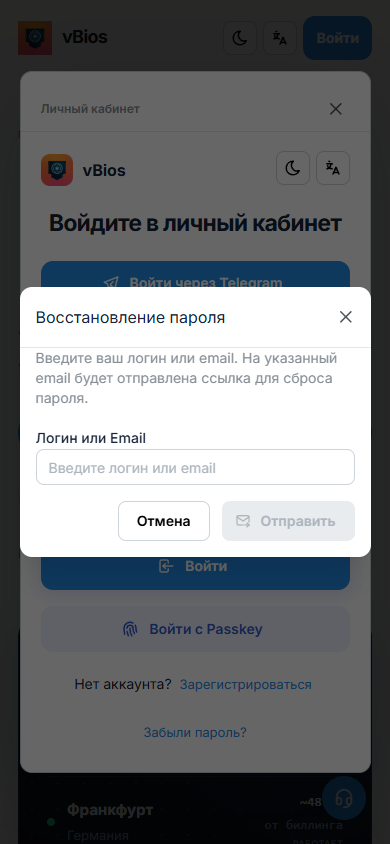 vBios
Войти
Личный кабинет
vBios
Войдите в личный кабинет
Войти через Telegram
Восстановление пароля
Введите ваш логин или email. На указанный
email будет отправлена ссылка для сброса
пароля.
Логин или Email
Введите логин или email
Отмена
Отправить
Войти
Войти с Passkey
Нет аккаунта? Зарегистрироваться
Забыли пароль?
Франкфурт
~48
от биллинга
Германия